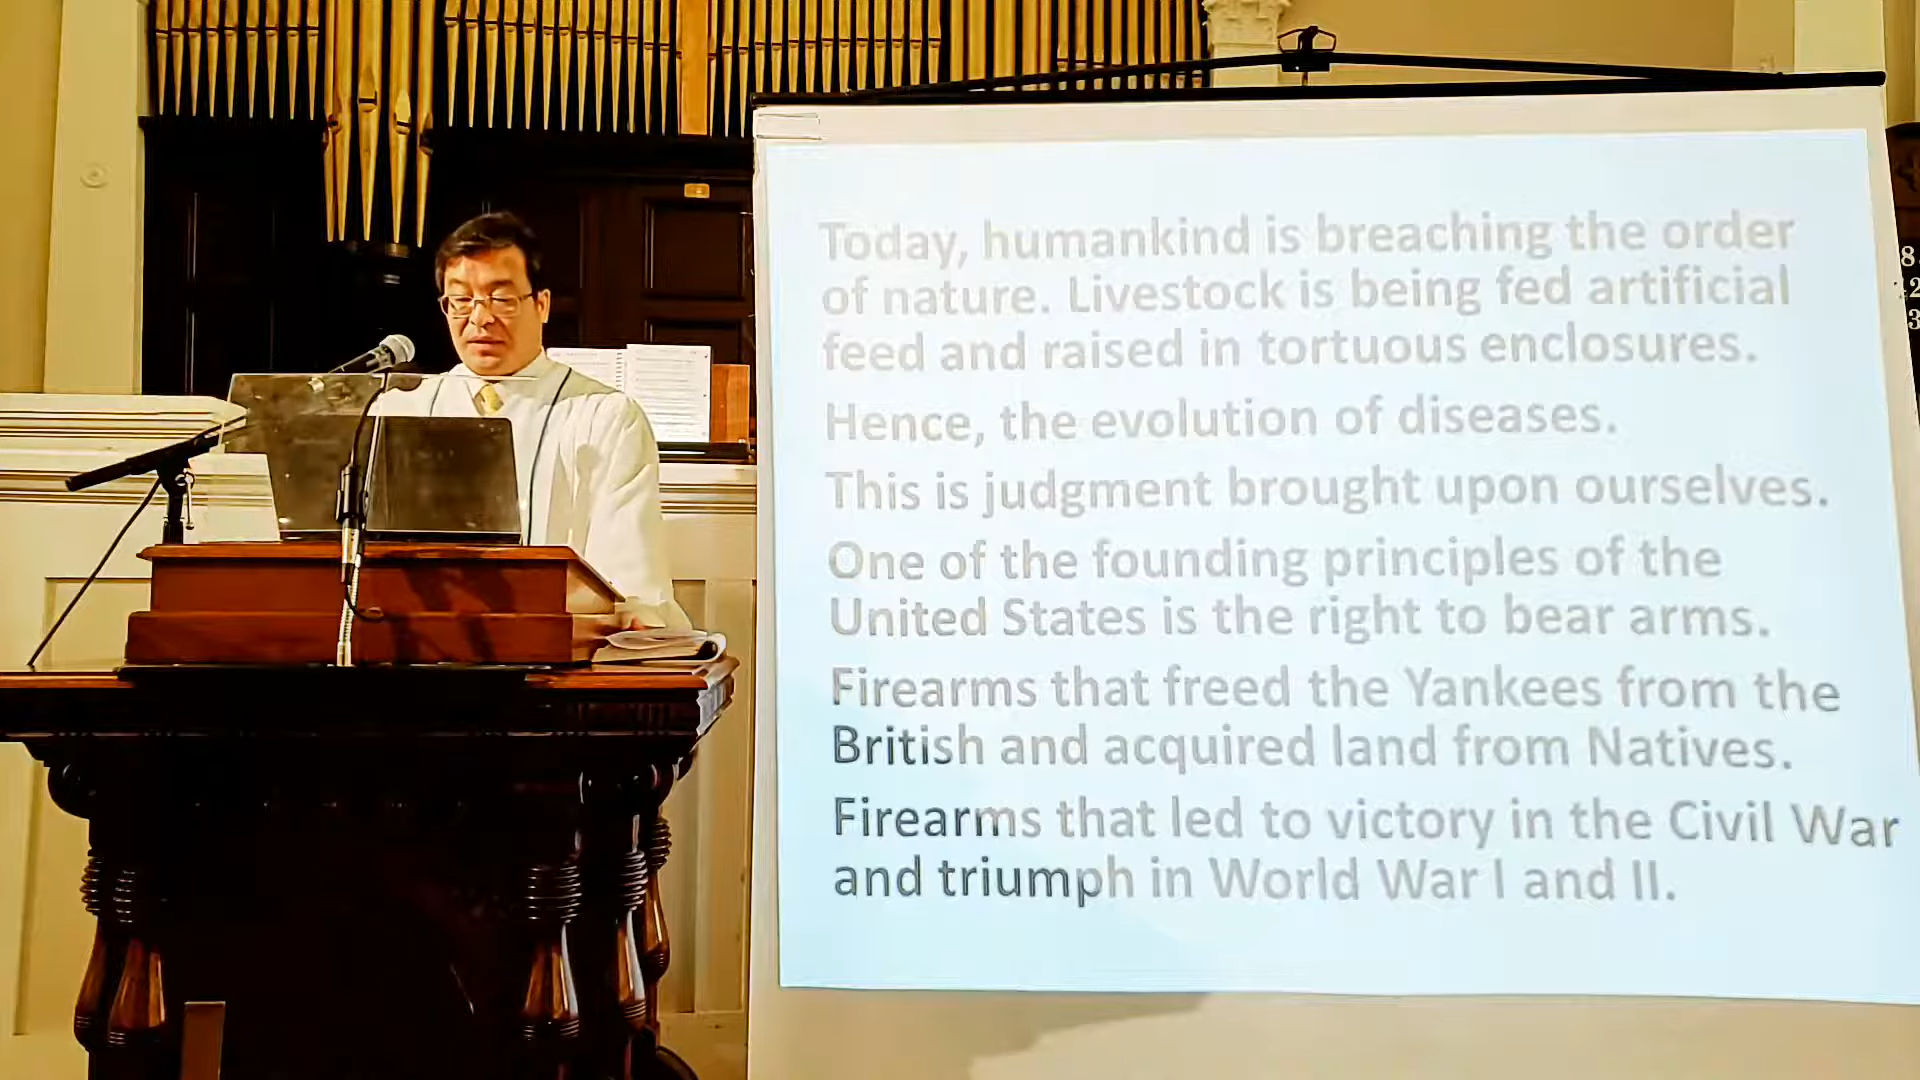 Today, humankind is breaching the order
of nature. Livestock is being fed artificial
feed and raised in tortuous enclosures.
Hence, the evolution of diseases.
This is judgment brought upon ourselves.
One of the founding principles of the
United States is the right to bear arms.
Firearms that freed the Yankees from the
British and acquired land from Natives.
Firearms that led to victory in the Civil War
and triumph in World War I and II.